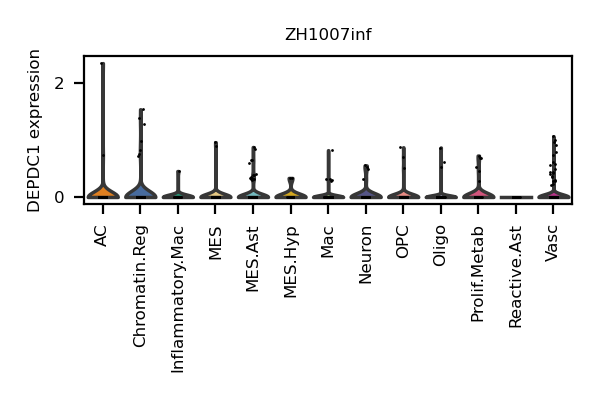 ZH1007inf
DEPDC1 expression
2
0
AC
Chromatin.Reg
Inflammatory.Mac
MES
MES.Ast
MES.Hyp
Mac
Neuron
OPC
Oligo
Prolif.Metab
Reactive.Ast
Vasc